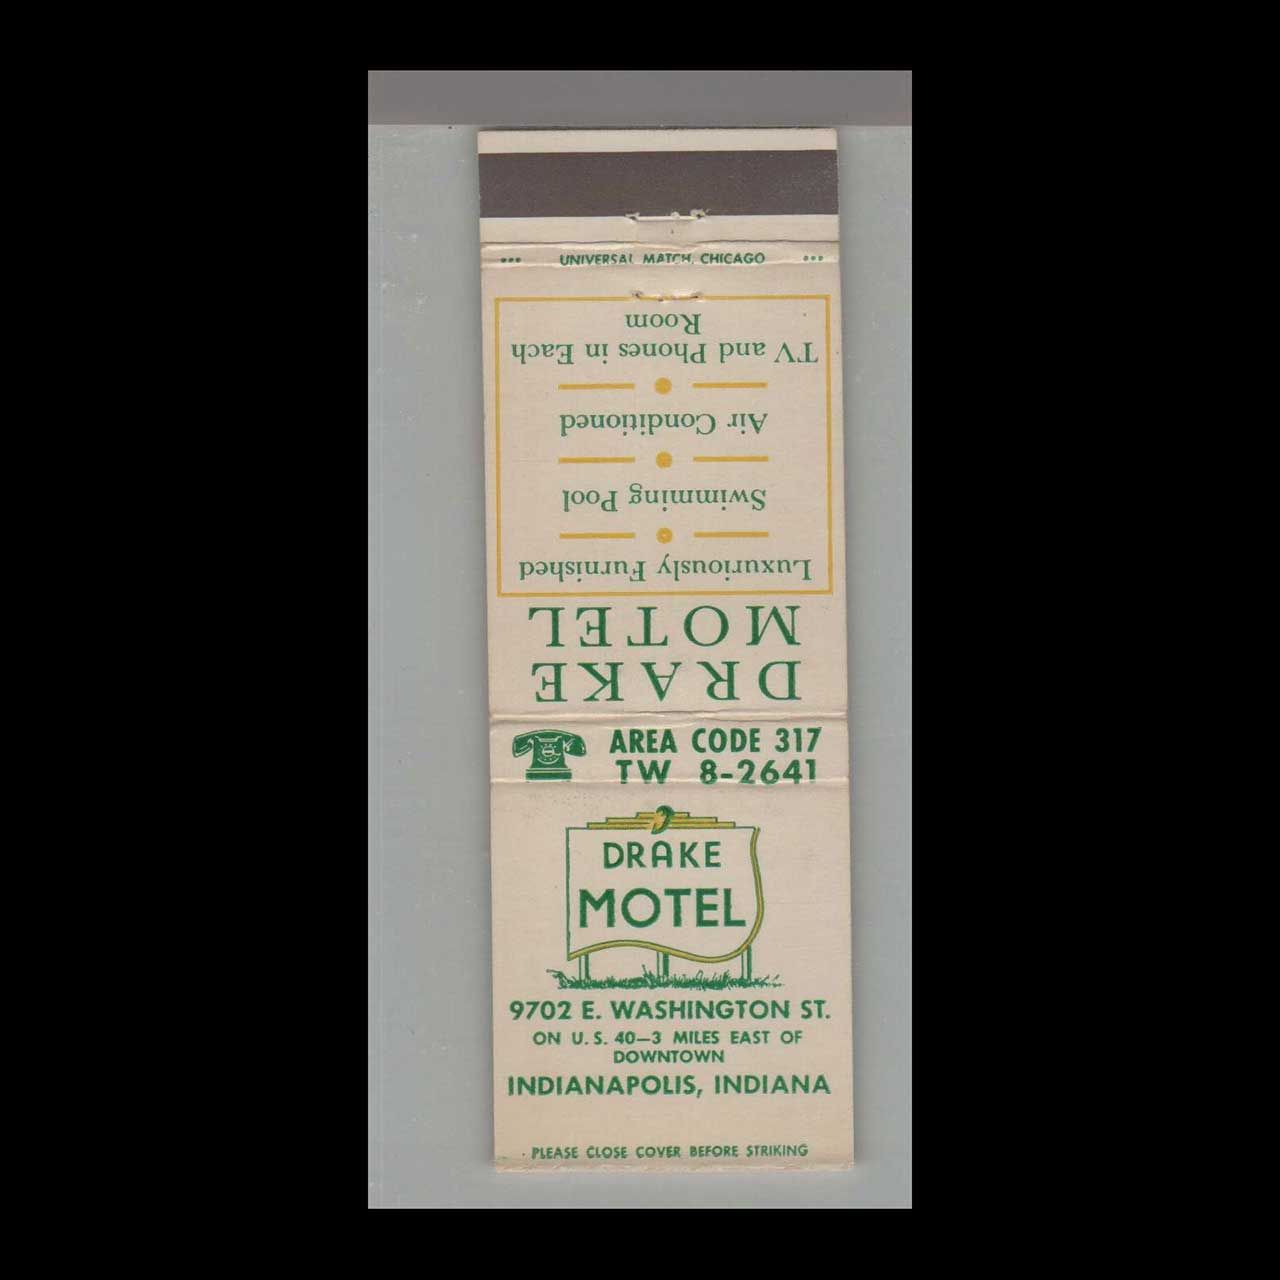 UNIVERSAL MATCH, CHICAGO
DRAKE
MOTEL
Luxuriously Furnished
Swimming Pool
Air Conditioned
TV and Phones in Each
Room
AREA CODE 317
TW 8-2641
DRAKE
MOTEL
9702 E. WASHINGTON ST.
ON U.S. 40—3 MILES EAST OF
DOWNTOWN
INDIANAPOLIS, INDIANA
PLEASE CLOSE COVER BEFORE STRIKING